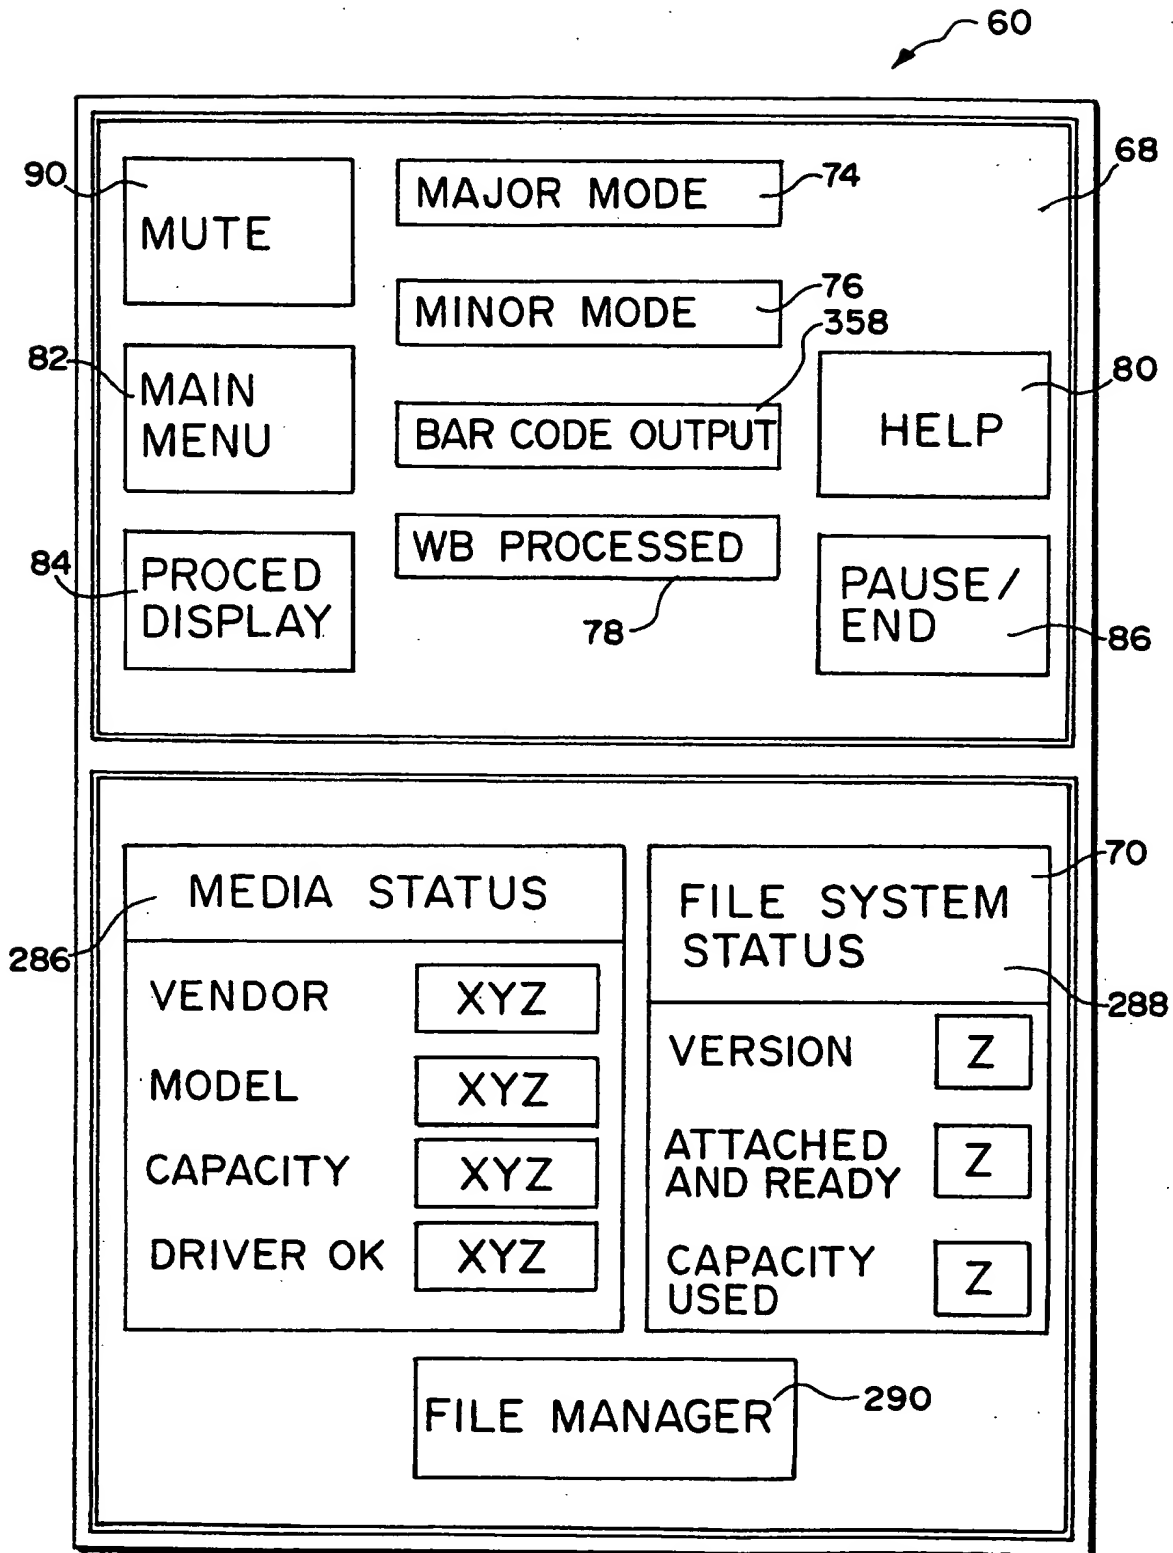 60
90
MUTE
MAJOR MODE
74
68
MINOR MODE
76
358
82
MAIN
MENU
BAR CODE OUTPUT
80
HELP
84
PROCED
DISPLAY
WB PROCESSED
78
PAUSE/
END
86
286
MEDIA STATUS
VENDOR XYZ
MODEL XYZ
CAPACITY XYZ
DRIVER OK XYZ
70
FILE SYSTEM
STATUS
288
VERSION Z
ATTACHED
AND READY Z
CAPACITY
USED Z
FILE MANAGER
290